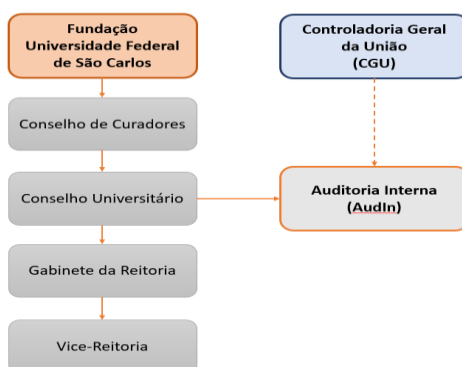 Fundação
Universidade Federal
de São Carlos
Controladoria Geral
da União
(CGU)
Conselho de Curadores
Conselho Universitário
Auditoria Interna
(AudIn)
Gabinete da Reitoria
Vice-Reitoria